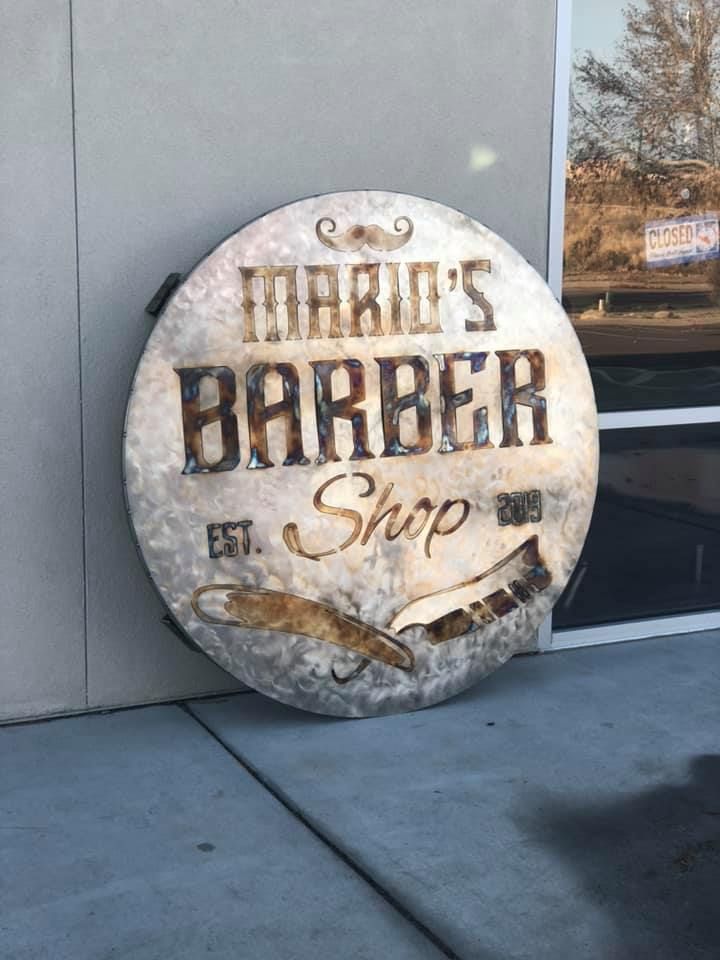 MARIO'S
BARBER
Shop
EST. 2019
CLOSED